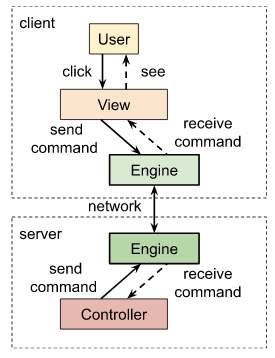 client
User
click
see
View
send
command
receive
command
Engine
network
server
Engine
send
command
receive
command
Controller